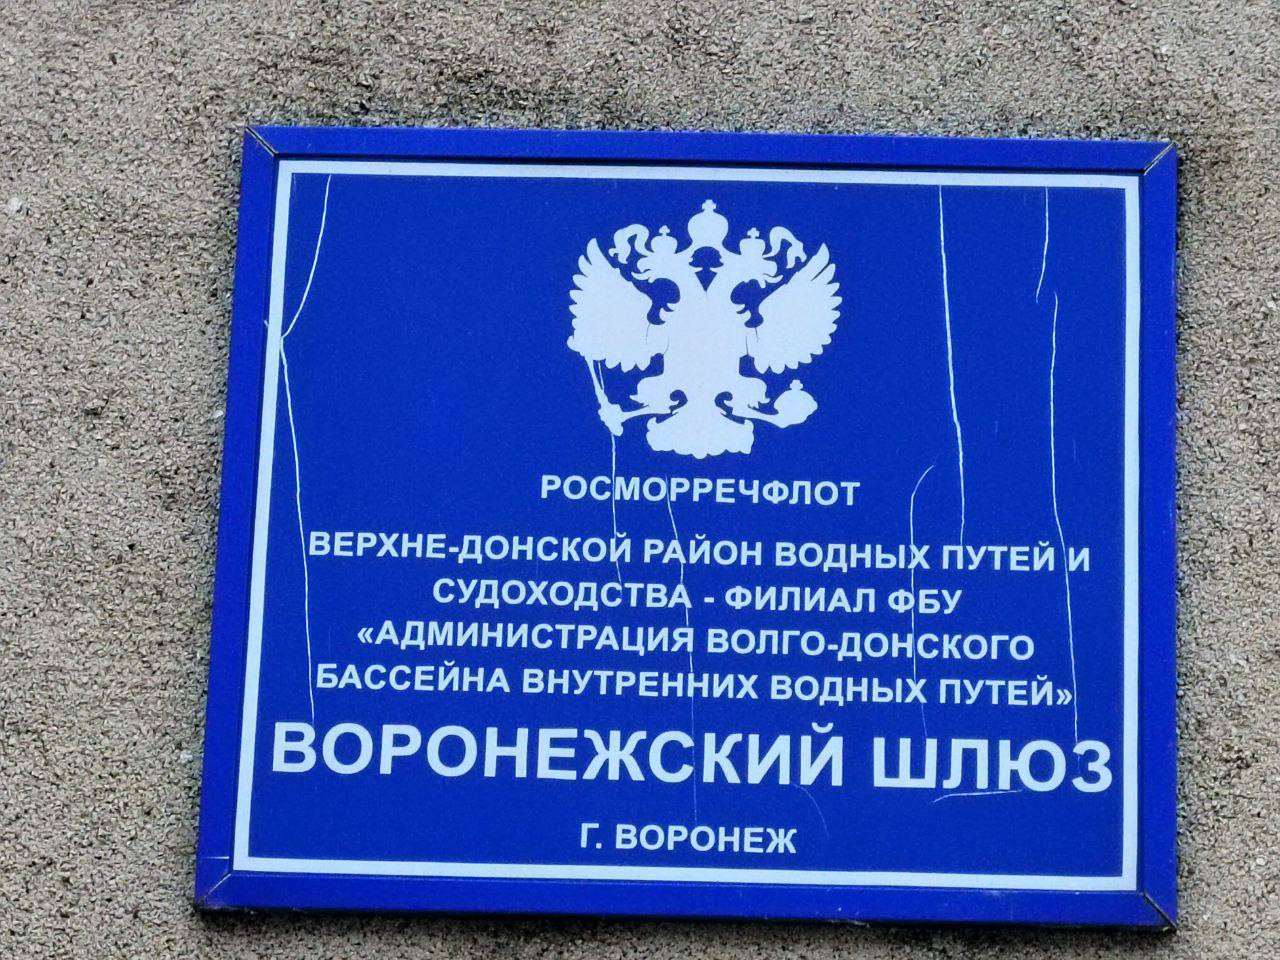 РОСМОРРЕЧФЛОТ
ВЕРХНЕ-ДОНСКОЙ РАЙОН ВОДНЫХ ПУТЕЙ И
СУДОХОДСТВА - ФИЛИАЛ ФБУ
«АДМИНИСТРАЦИЯ ВОЛГО-ДОНСКОГО
БАССЕЙНА ВНУТРЕННИХ ВОДНЫХ ПУТЕЙ»
ВОРОНЕЖСКИЙ ШЛЮЗ
Г. ВОРОНЕЖ